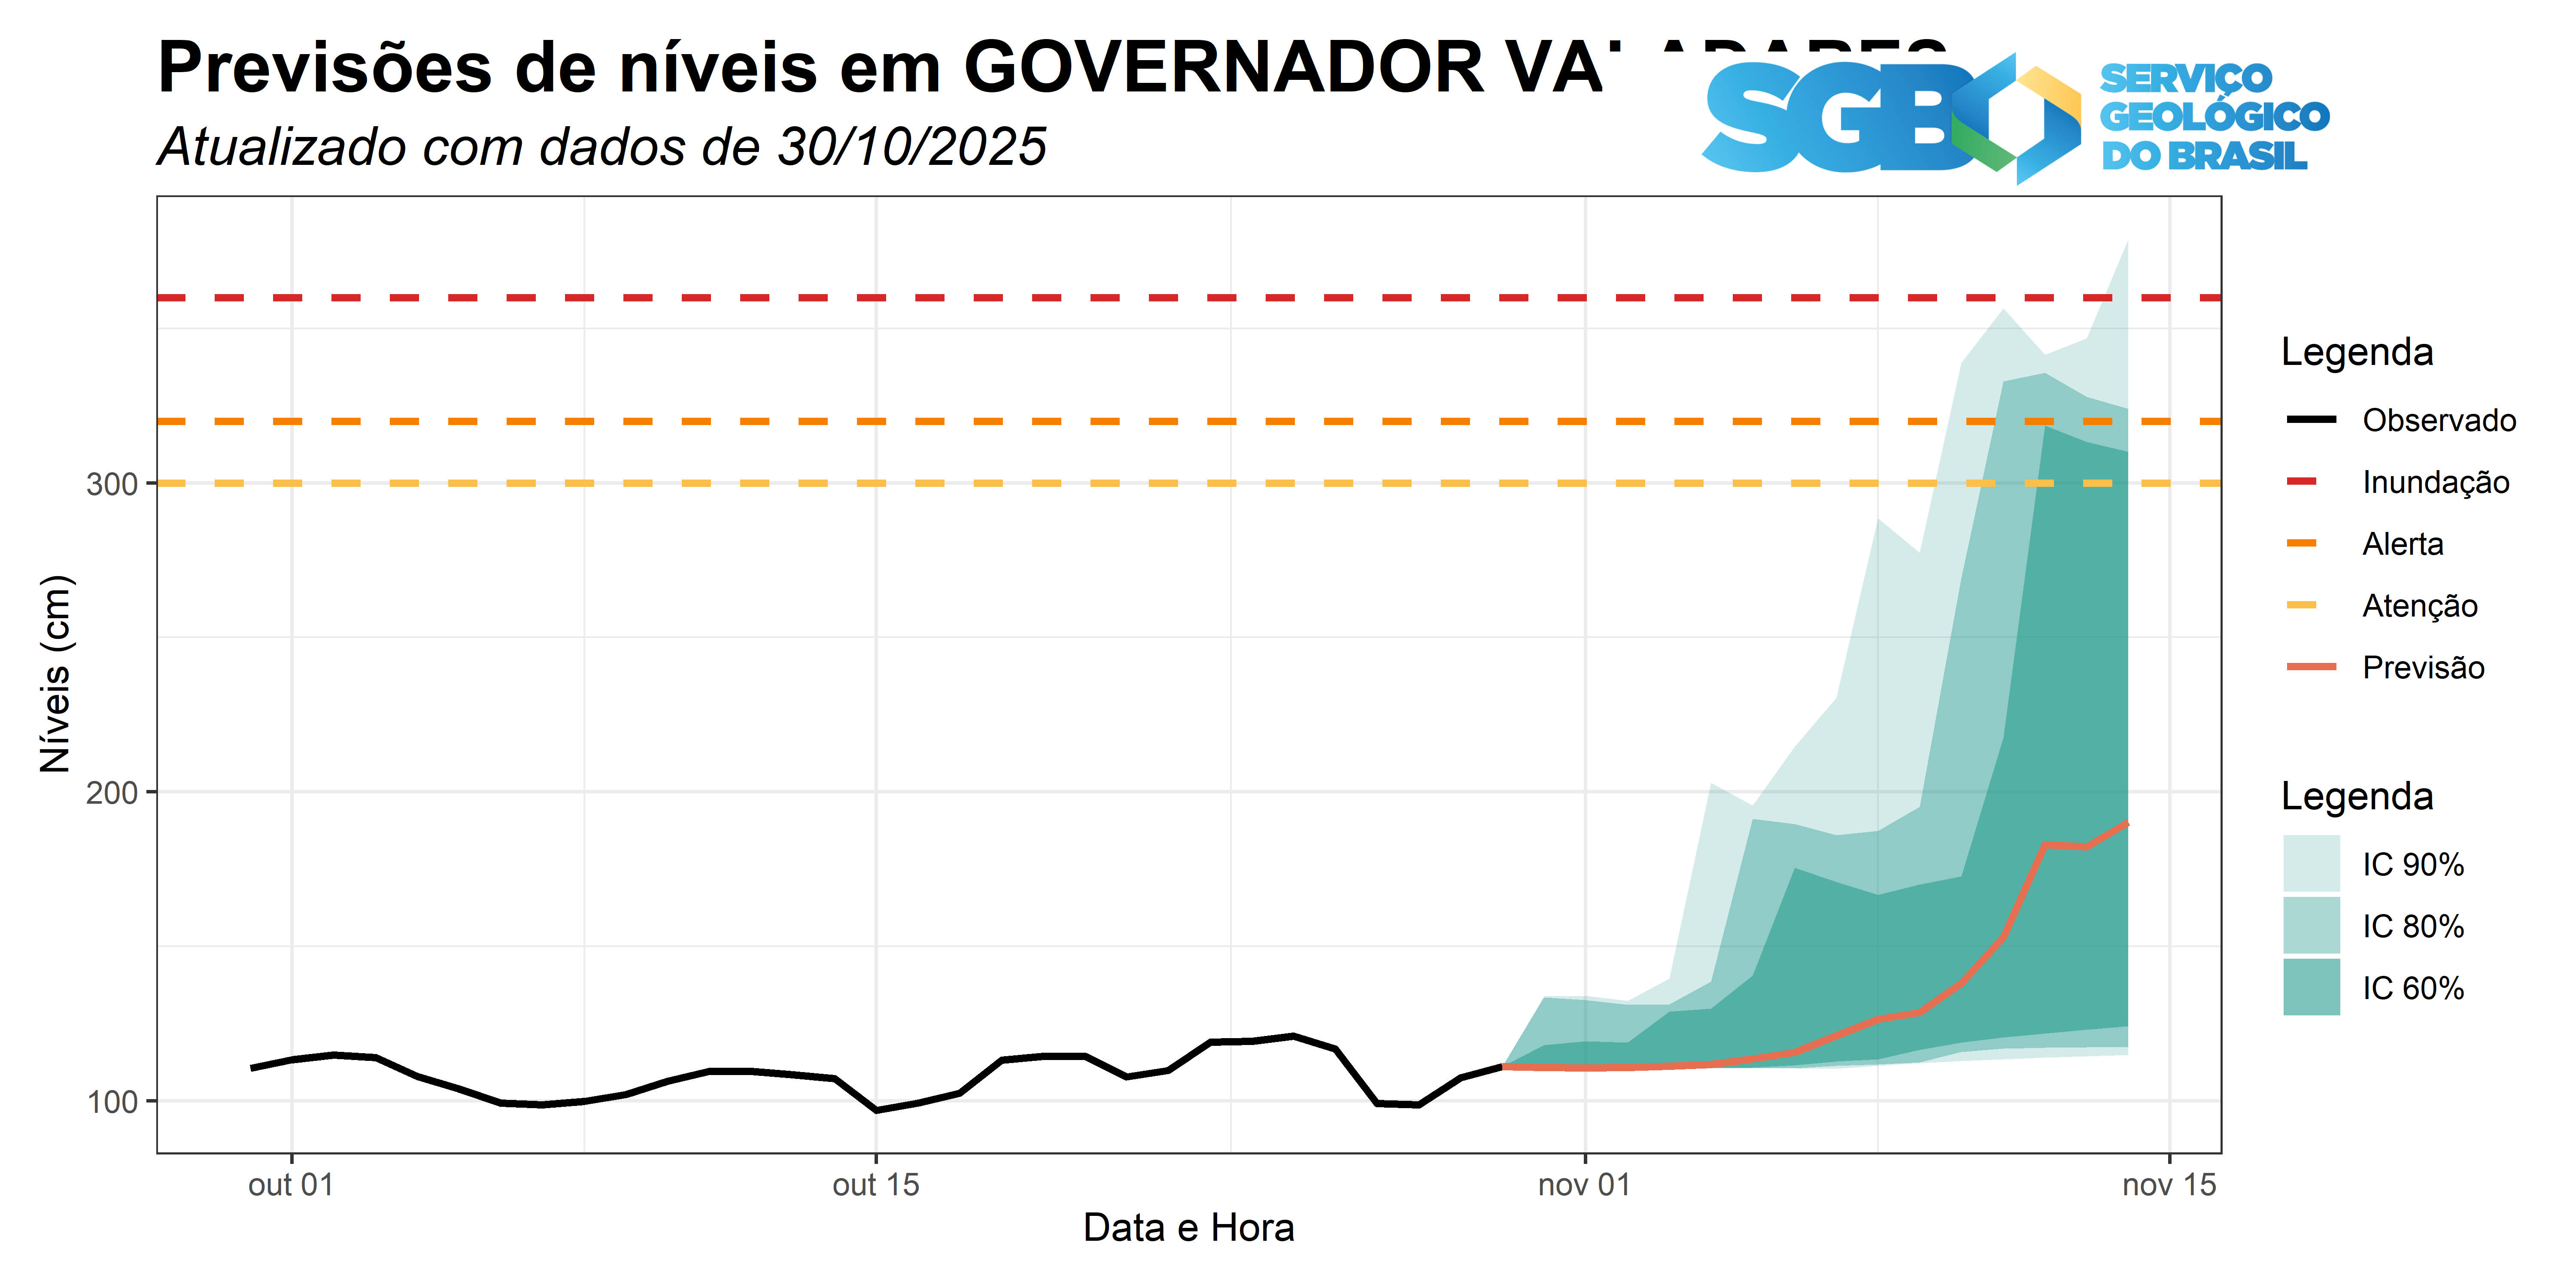 Previsões de níveis em GOVERNADOR
Atualizado com dados de 30/10/2025
SGB
SERVIÇO
GEOLÓGICO
DO BRASIL
Níveis (cm)
300
200
100
out 01
out 15
nov 01
nov 15
Data e Hora
Legenda
Observado
Inundação
Alerta
Atenção
Previsão
Legenda
IC 90%
IC 80%
IC 60%